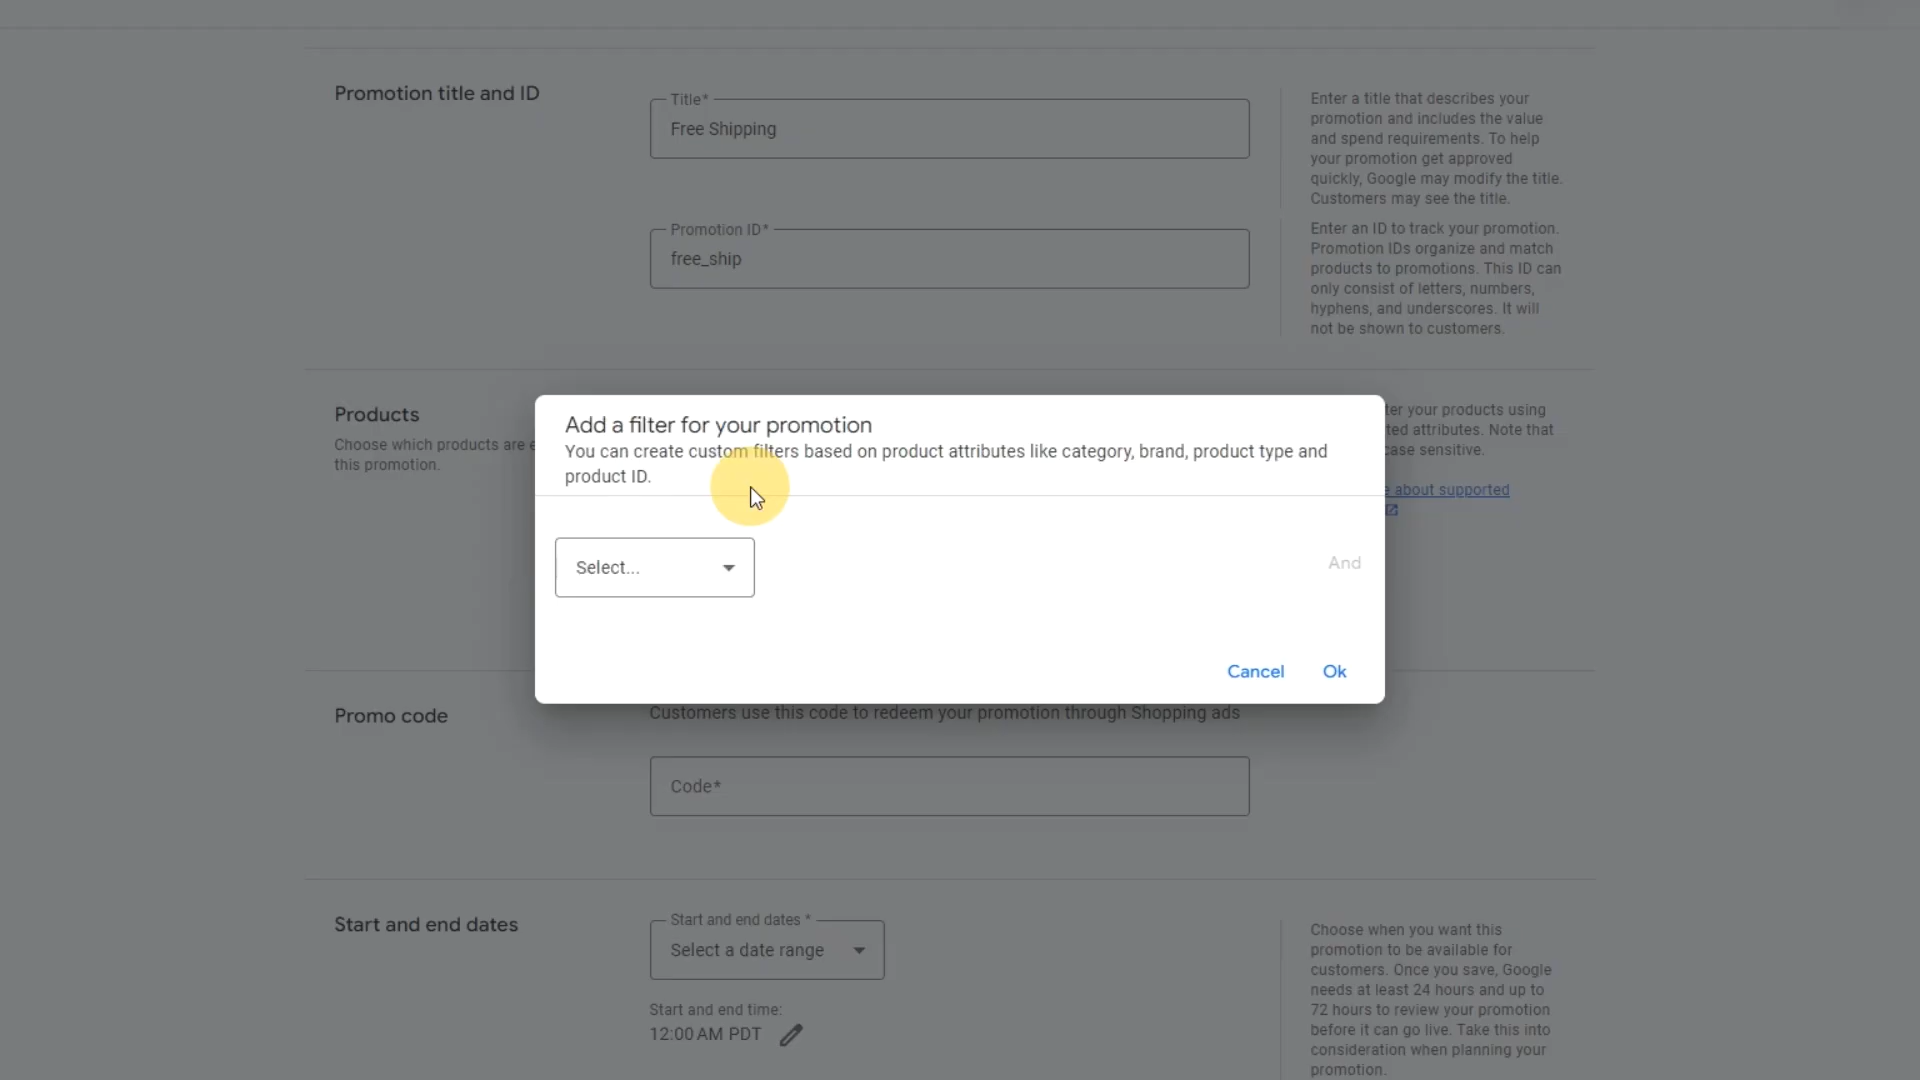 Promotion title and ID
Title*
Free Shipping
Enter a title that describes your
promotion and includes the value
and spend requirements. To help
your promotion get approved
quickly, Google may modify the title.
Customers may see the title.
Promotion ID*
free_ship
Enter an ID to track your promotion.
Promotion IDs organize and match
products to promotions. This ID can
only consist of letters, numbers,
hyphens, and underscores. It will
not be shown to customers.
Products
Choose which products are
this promotion.
Add a filter for your promotion
You can create custom filters based on product attributes like category, brand, product type and
product ID.
Select...
And
Cancel
Ok
your products using
attributes. Note that
case sensitive.
about supported
Promo code
Customers use this code to redeem your promotion through Shopping ads
Code*
Start and end dates
Start and end dates *
Select a date range
Start and end time:
12:00 AM PDT
Choose when you want this
promotion to be available for
customers. Once you save, Google
needs at least 24 hours and up to
72 hours to review your promotion
before it can go live. Take this into
consideration when planning your
promotion.